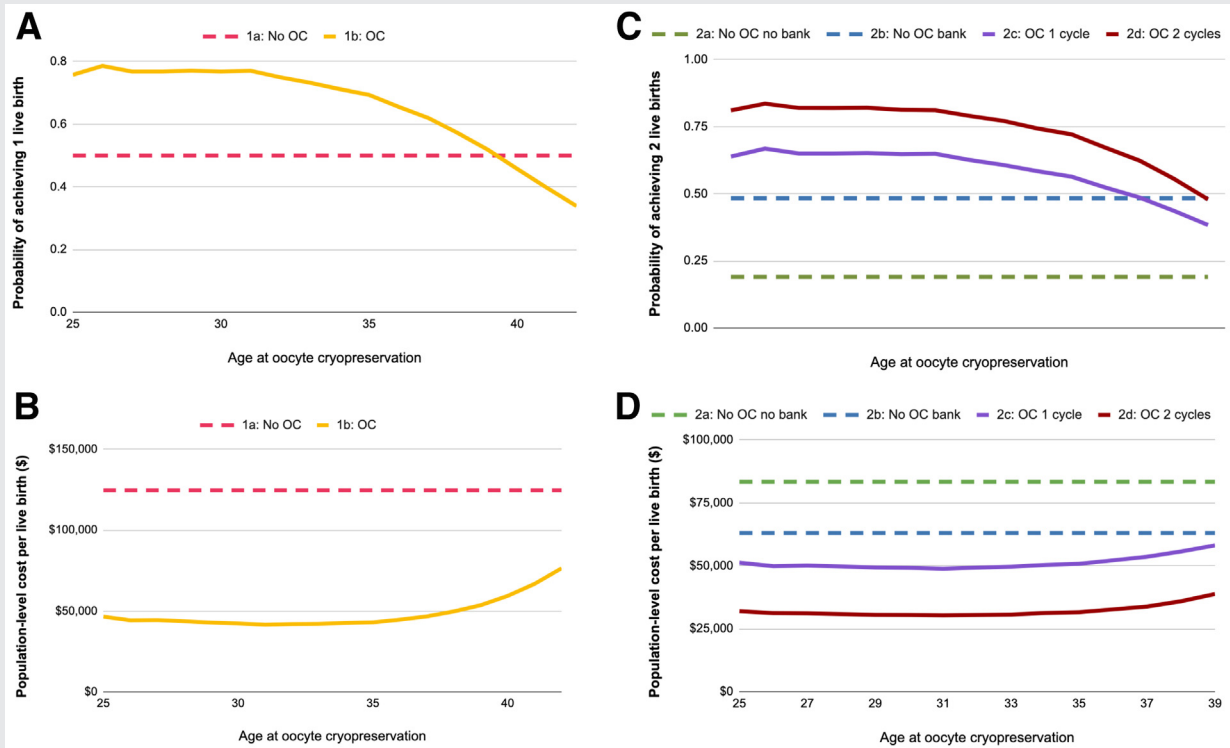 A
1a: No OC 1b: OC
Probability of achieving 1 live birth
0.8
0.6
0.4
0.2
0.0
25 30 35 40
Age at oocyte cryopreservation
B
1a: No OC 1b: OC
Population-level cost per live birth ($)
$150,000
$100,000
$50,000
$0
25 30 35 40
Age at oocyte cryopreservation
C
2a: No OC no bank 2b: No OC bank 2c: OC 1 cycle 2d: OC 2 cycles
Probability of achieving 2 live births
1.00
0.75
0.50
0.25
0.00
Age at oocyte cryopreservation
D
2a: No OC no bank 2b: No OC bank 2c: OC 1 cycle 2d: OC 2 cycles
Population-level cost per live birth ($)
$100,000
$75,000
$50,000
$25,000
$0
25 27 29 31 33 35 37 39
Age at oocyte cryopreservation